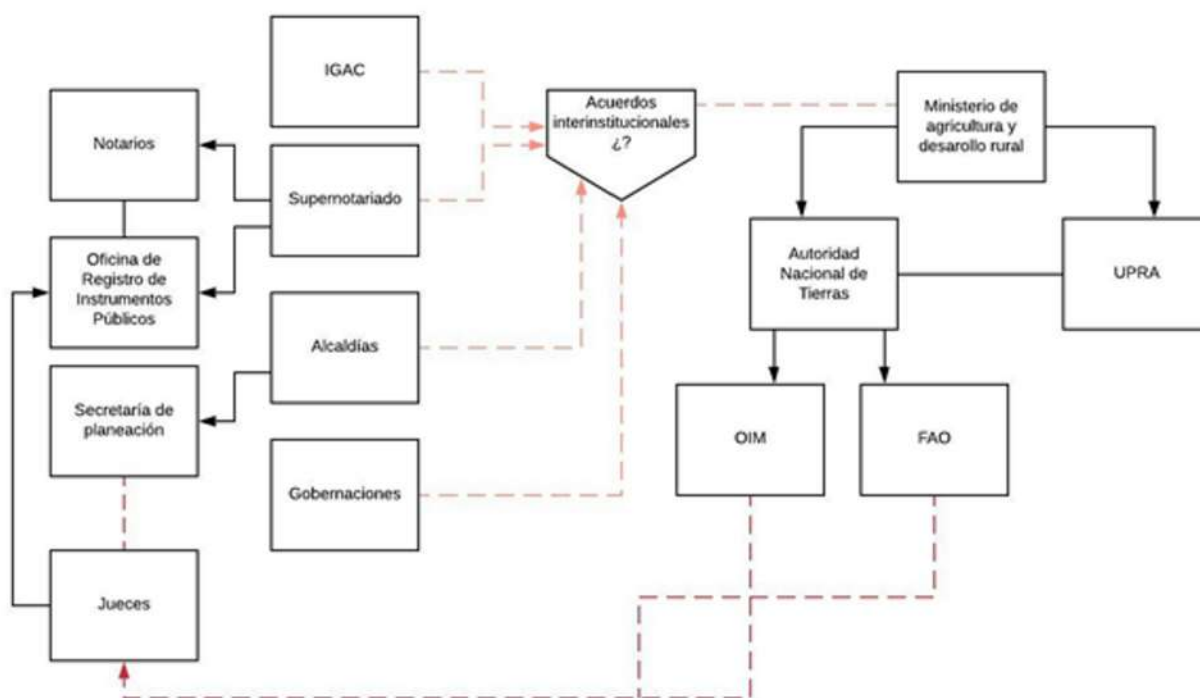 IGAC
Acuerdos
interinstitucionales
¿?
Ministerio de
agricultura y
desarollo rural
Notarios
Supernotariado
Oficina de
Registro de
Instrumentos
Públicos
Autoridad
Nacional de
Tierras
UPRA
Alcaldías
Secretaría de
planeación
OIM
FAO
Gobernaciones
Jueces